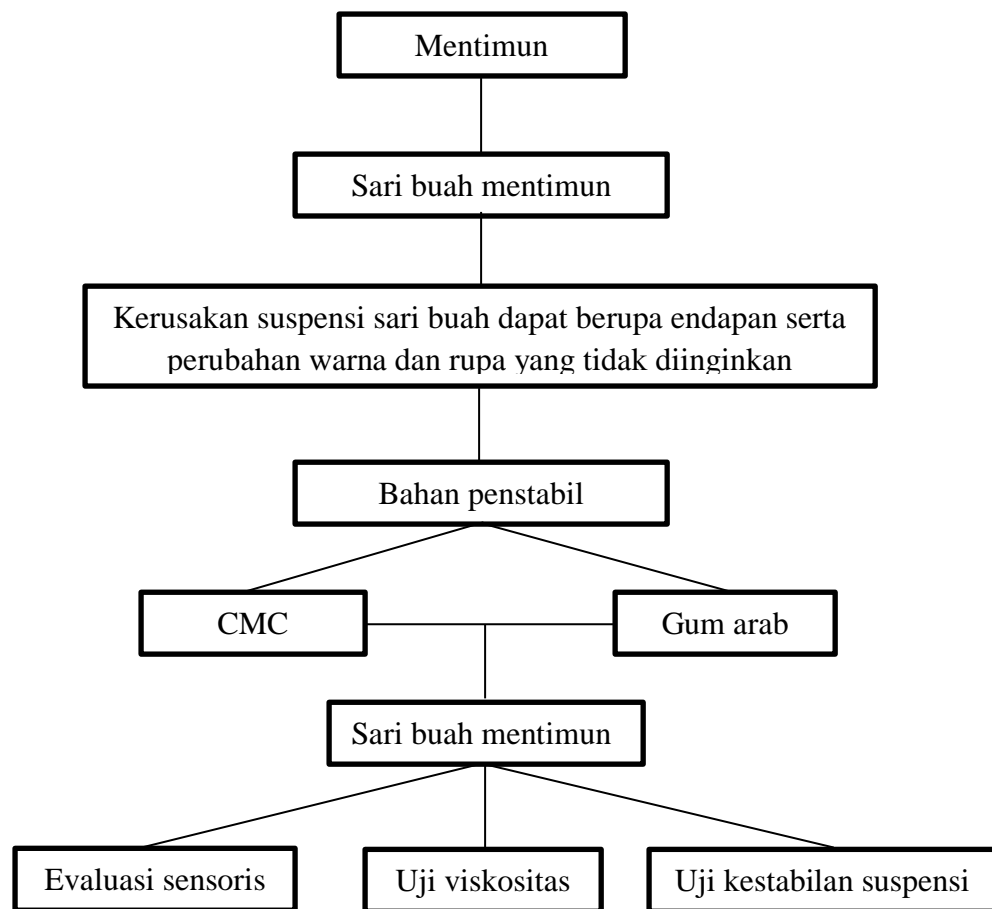 Mentimun
Sari buah mentimun
Kerusakan suspensi sari buah dapat berupa endapan serta
perubahan warna dan rupa yang tidak diinginkan
Bahan penstabil
CMC
Gum arab
Sari buah mentimun
Evaluasi sensoris
Uji viskositas
Uji kestabilan suspensi